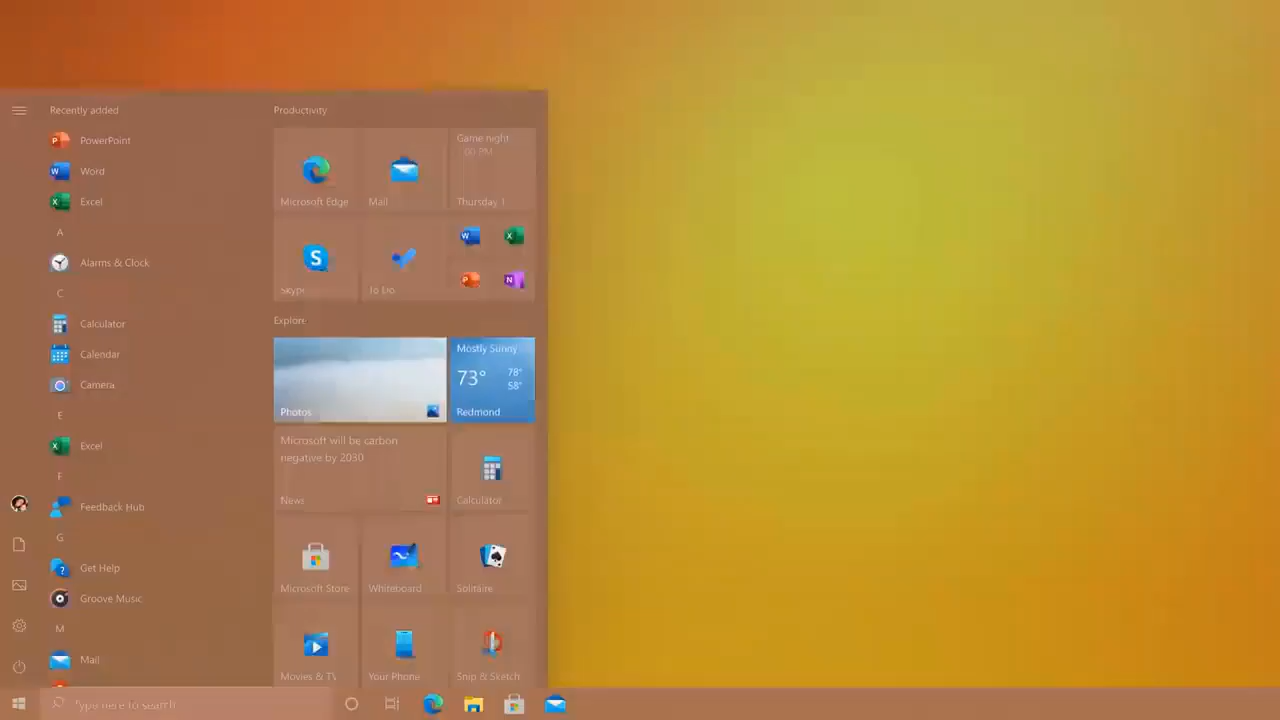 Recently added
PowerPoint
Word
Excel
A
Alarms & Clock
C
Calculator
Calendar
Camera
E
Excel
F
Feedback Hub
G
Get Help
Groove Music
M
Mail
Productivity
Microsoft Edge
Mail
Game night
:00 PM
Thursday 1
Skype
To Do
Explore
Photos
Mostly Sunny
73°
78°
58°
Redmond
Microsoft will be carbon
negative by 2030
News
Calculator
Microsoft Store
Whiteboard
Solitaire
Movies & TV
Your Phone
Snip & Sketch
Type here to search